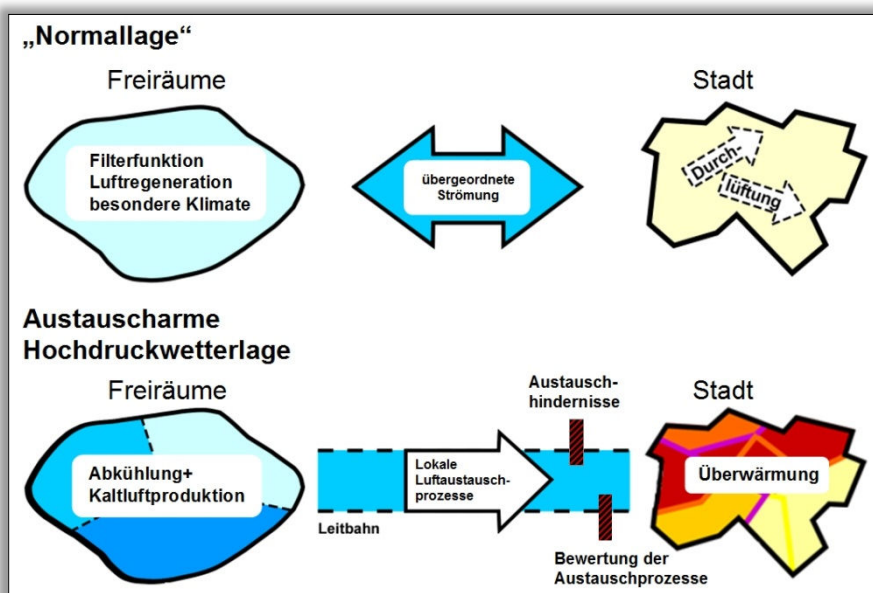 „Normallage“
Freiräume
Stadt
Filterfunktion
Luftregeneration
besondere Klimate
übergeordnete
Strömung
Durch-
lüftung
Austauscharme
Hochdruckwetterlage
Freiräume
Stadt
Abkühlung+
Kaltluftproduktion
Leitbahn
Lokale
Luftaustausch-
prozesse
Austausch-
hindernisse
Bewertung der
Austauschprozesse
Überwärmung